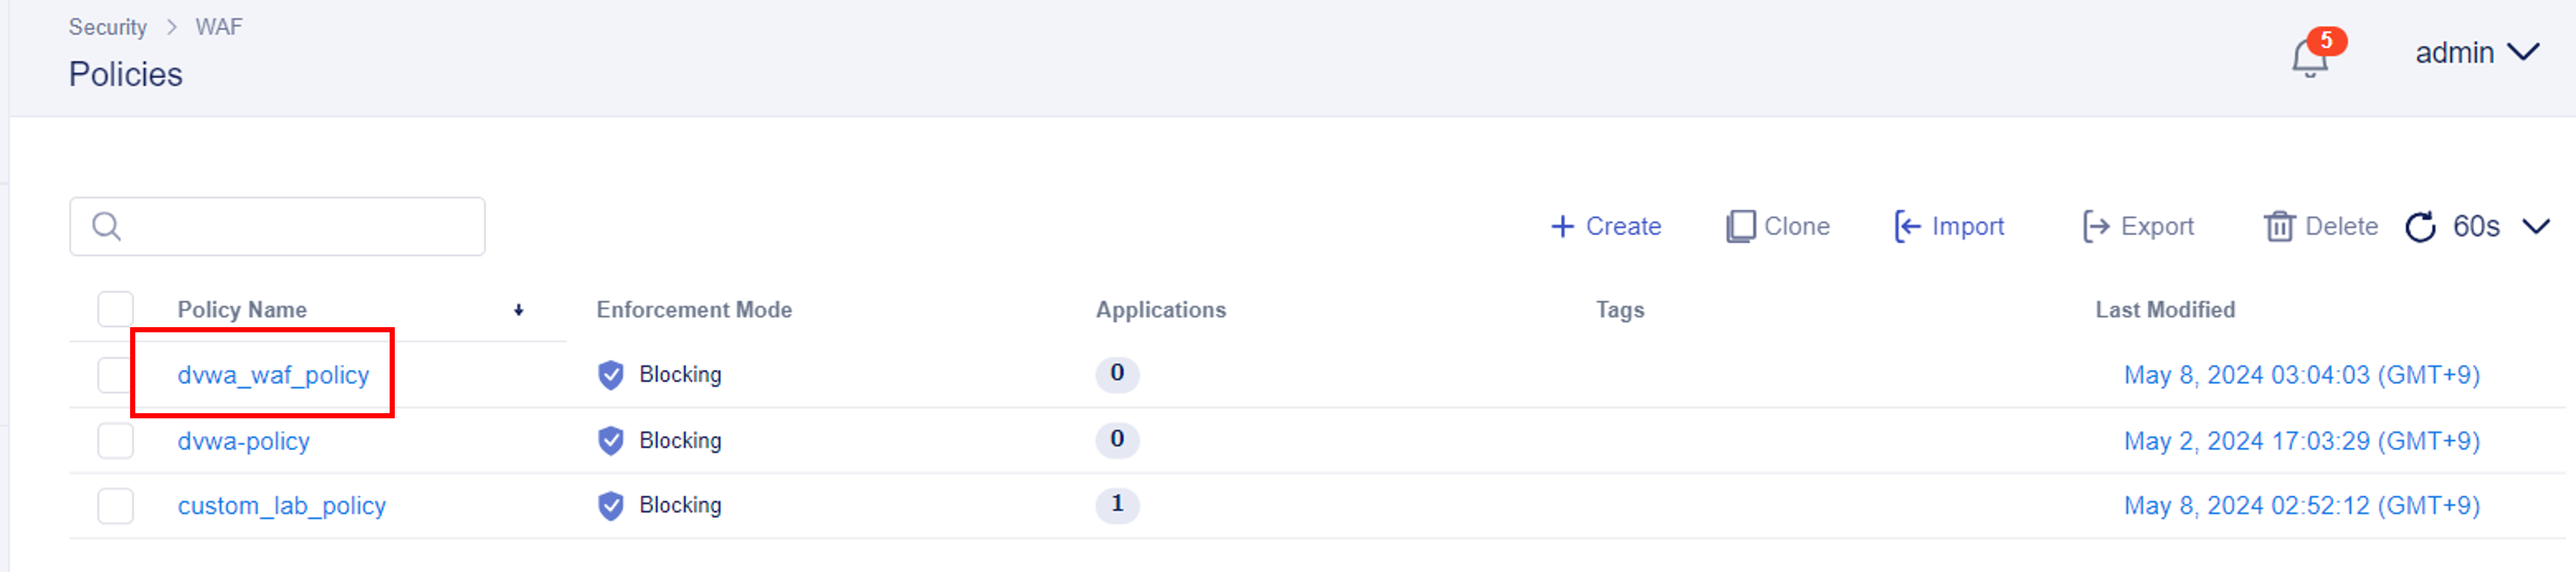 Security > WAF
Policies
5
admin
Create
Clone
Import
Export
Delete
60s
Policy Name
Enforcement Mode
Applications
Tags
Last Modified
dvwa_waf_policy
Blocking
0
May 8, 2024 03:04:03 (GMT+9)
dvwa-policy
Blocking
0
May 2, 2024 17:03:29 (GMT+9)
custom_lab_policy
Blocking
1
May 8, 2024 02:52:12 (GMT+9)